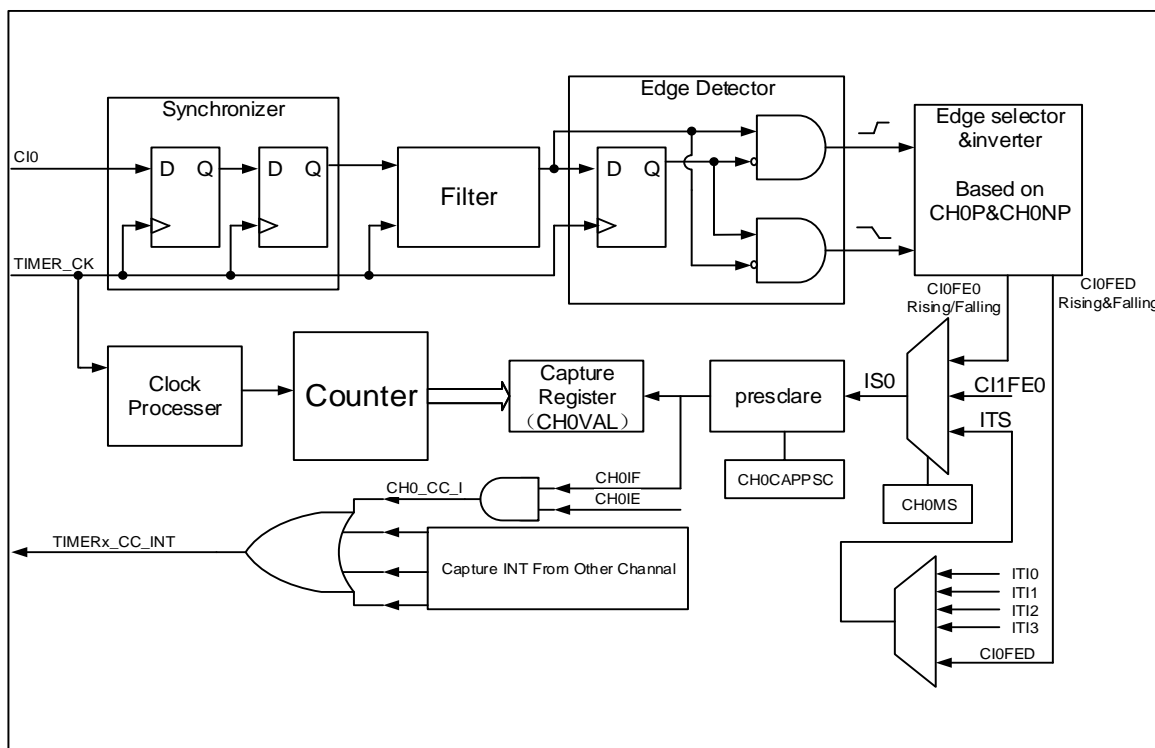 Synchronizer
Edge Detector
Edge selector
&inverter
Based on
CH0P&CH0NP
CI0
D Q
D Q
Filter
D Q
TIMER_CK
CI0FE0
Rising/Falling
CI0FED
Rising&Falling
Clock
Processer
Counter
Capture
Register
（CH0VAL）
presclare
IS0
CI1FE0
ITS
CH0CAPPSC
CH0MS
CH0_CC_I
CH0IF
CH0IE
TIMERx_CC_INT
Capture INT From Other Channel
ITI0
ITI1
ITI2
ITI3
CI0FED